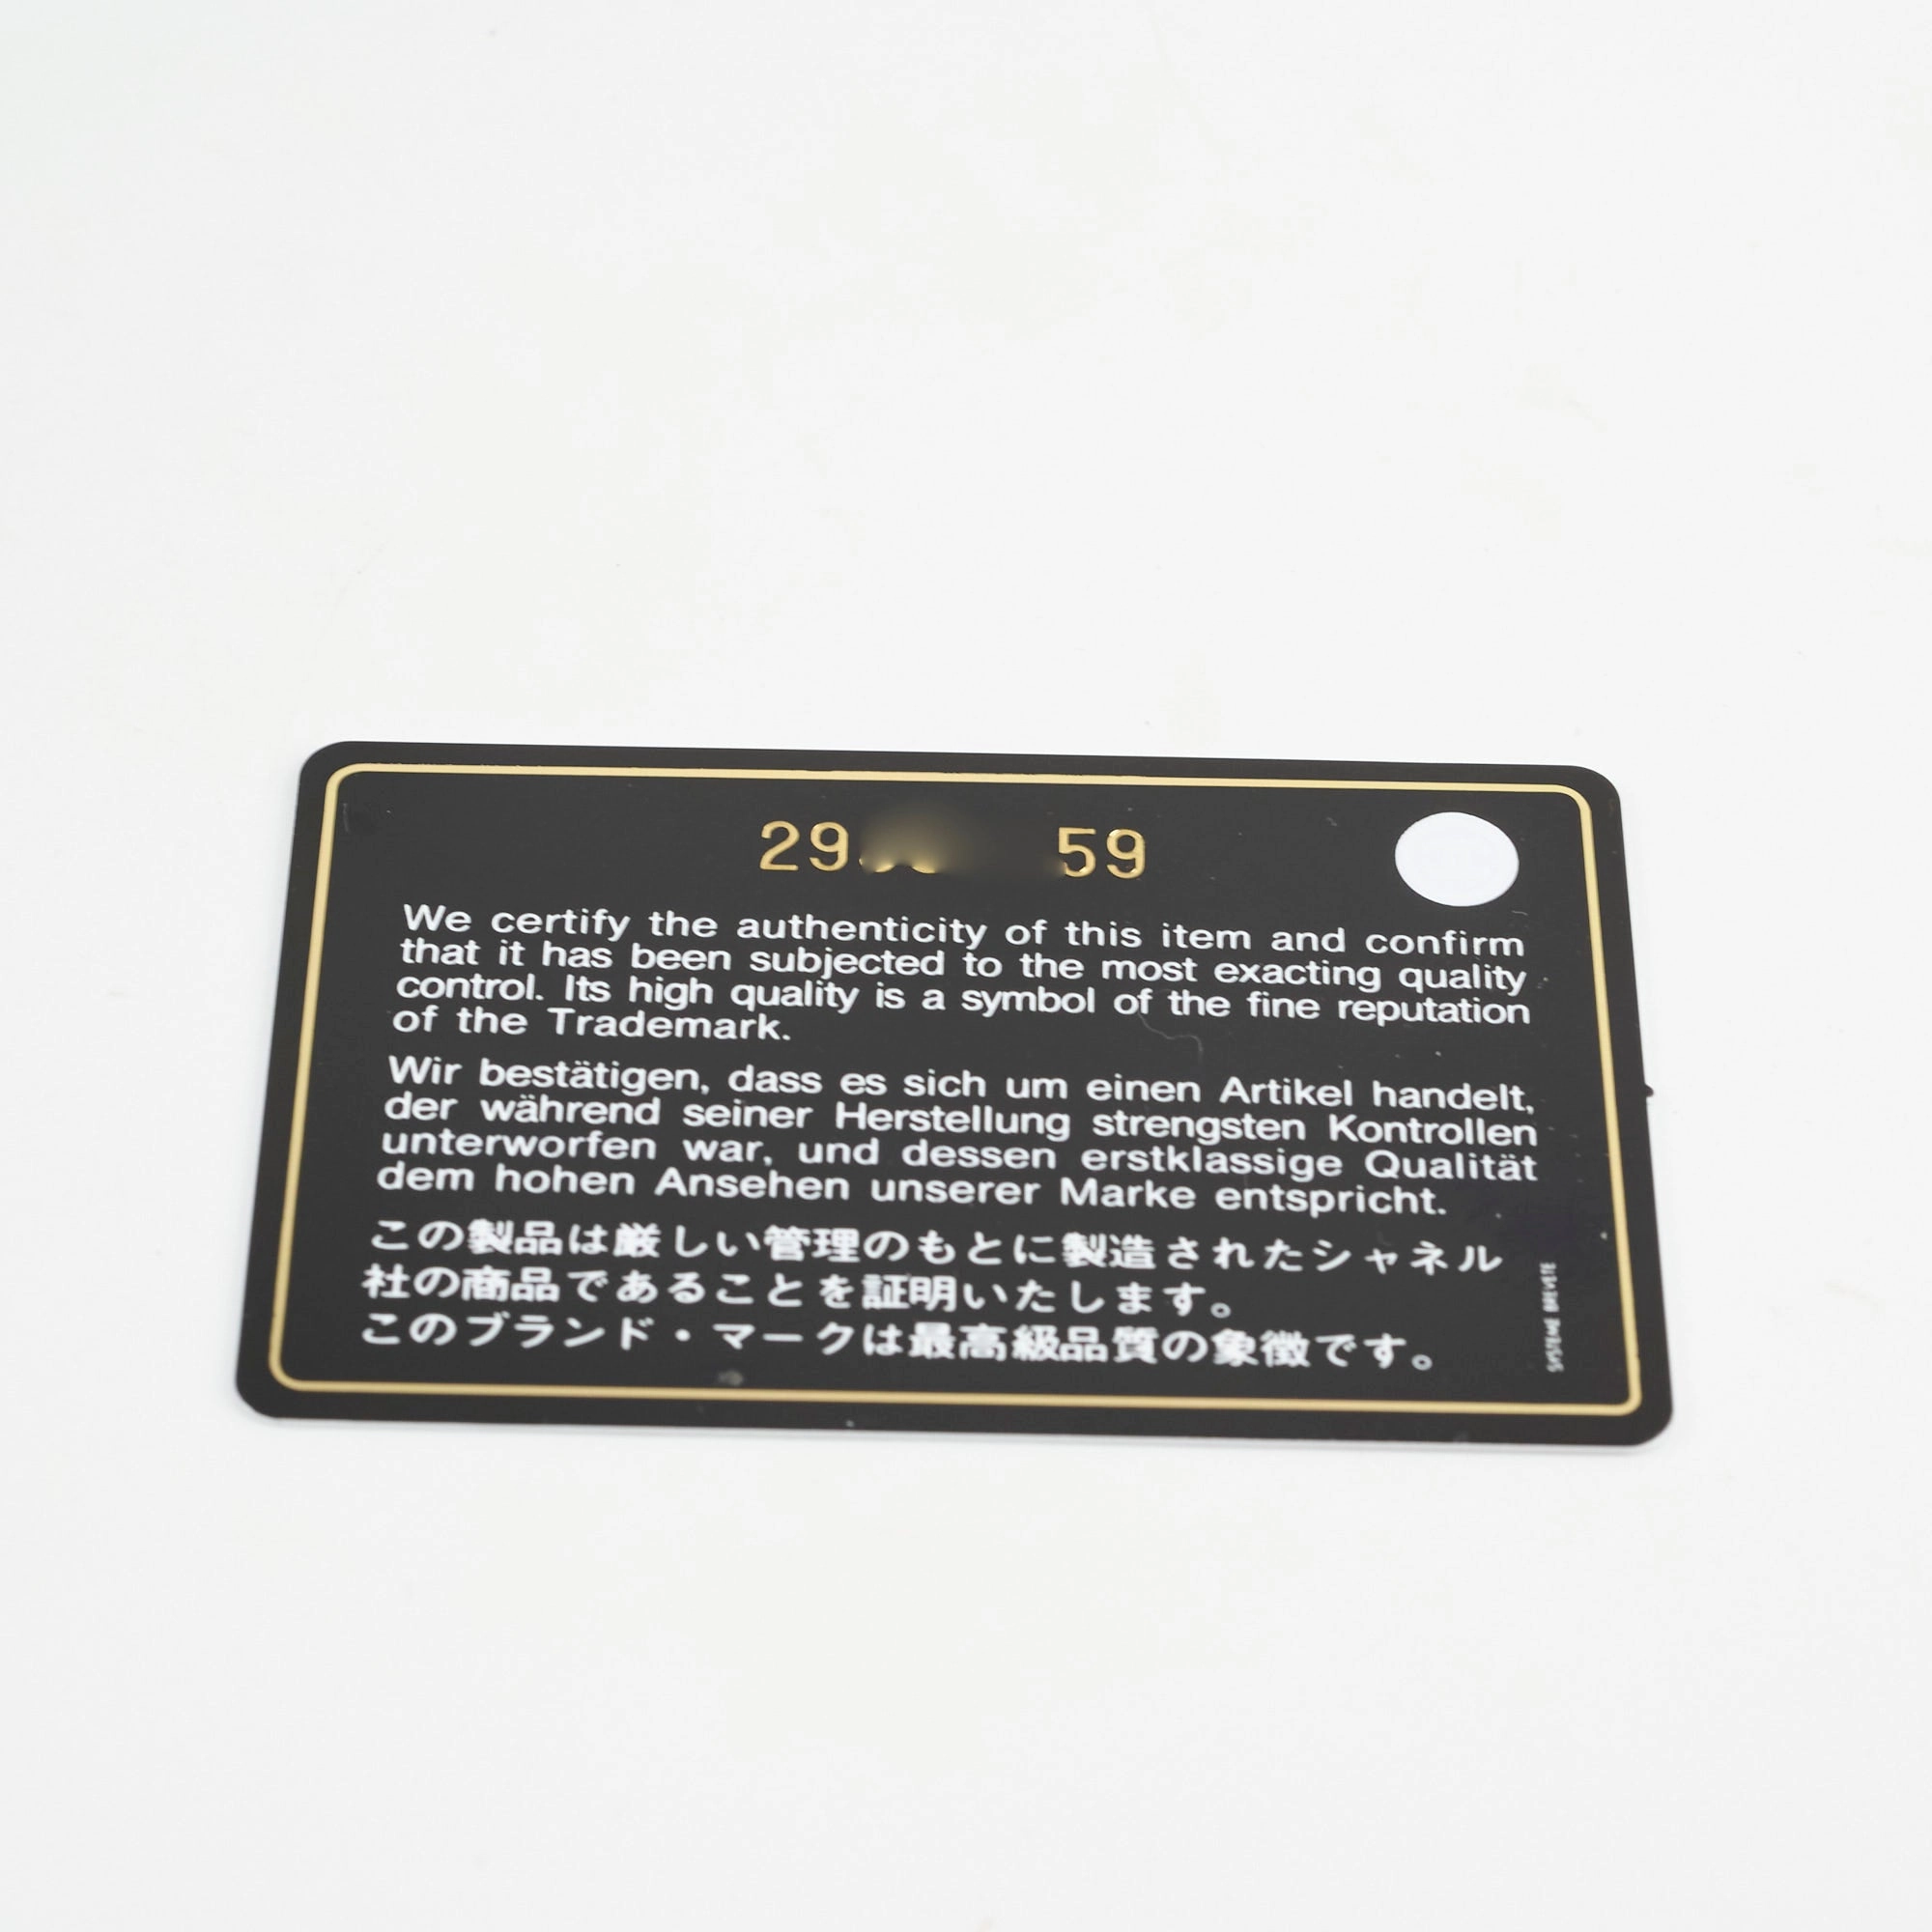 29 59
We certify the authenticity of this item and confirm
that it has been subjected to the most exacting quality
control. Its high quality is a symbol of the fine reputation
of the Trademark.
Wir bestätigen, dass es sich um einen Artikel handelt,
der während seiner Herstellung strengsten Kontrollen
unterworfen war, und dessen erstklassige Qualität
dem hohen Ansehen unserer Marke entspricht.
この製品は厳しい管理のもとに製造されたシャネル
社の商品であることを証明いたします。
このブランド・マークは最高級品質の象徴です。
SYSTEME BREVETE